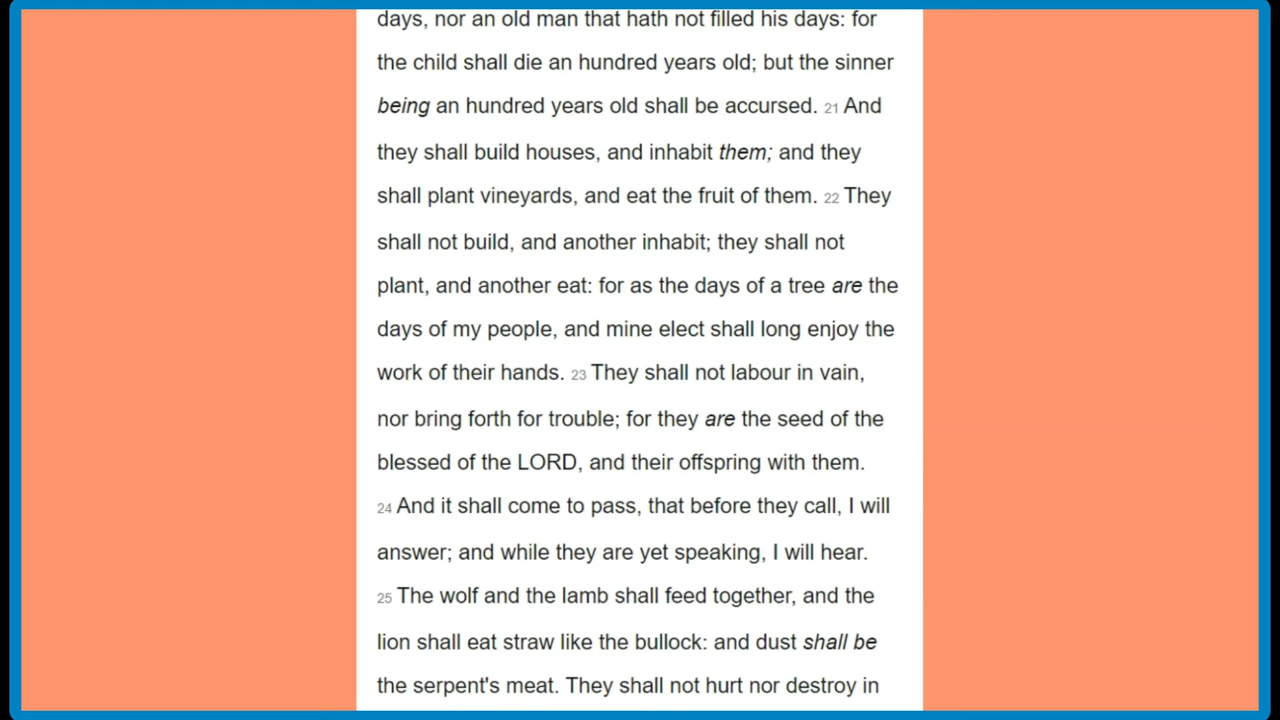 days, nor an old man that hath not filled his days: for
the child shall die an hundred years old; but the sinner
being an hundred years old shall be accursed. 21 And
they shall build houses, and inhabit them; and they
shall plant vineyards, and eat the fruit of them. 22 They
shall not build, and another inhabit; they shall not
plant, and another eat: for as the days of a tree are the
days of my people, and mine elect shall long enjoy the
work of their hands. 23 They shall not labour in vain,
nor bring forth for trouble; for they are the seed of the
blessed of the LORD, and their offspring with them.
24 And it shall come to pass, that before they call, I will
answer; and while they are yet speaking, I will hear.
25 The wolf and the lamb shall feed together, and the
lion shall eat straw like the bullock: and dust shall be
the serpent's meat. They shall not hurt nor destroy in